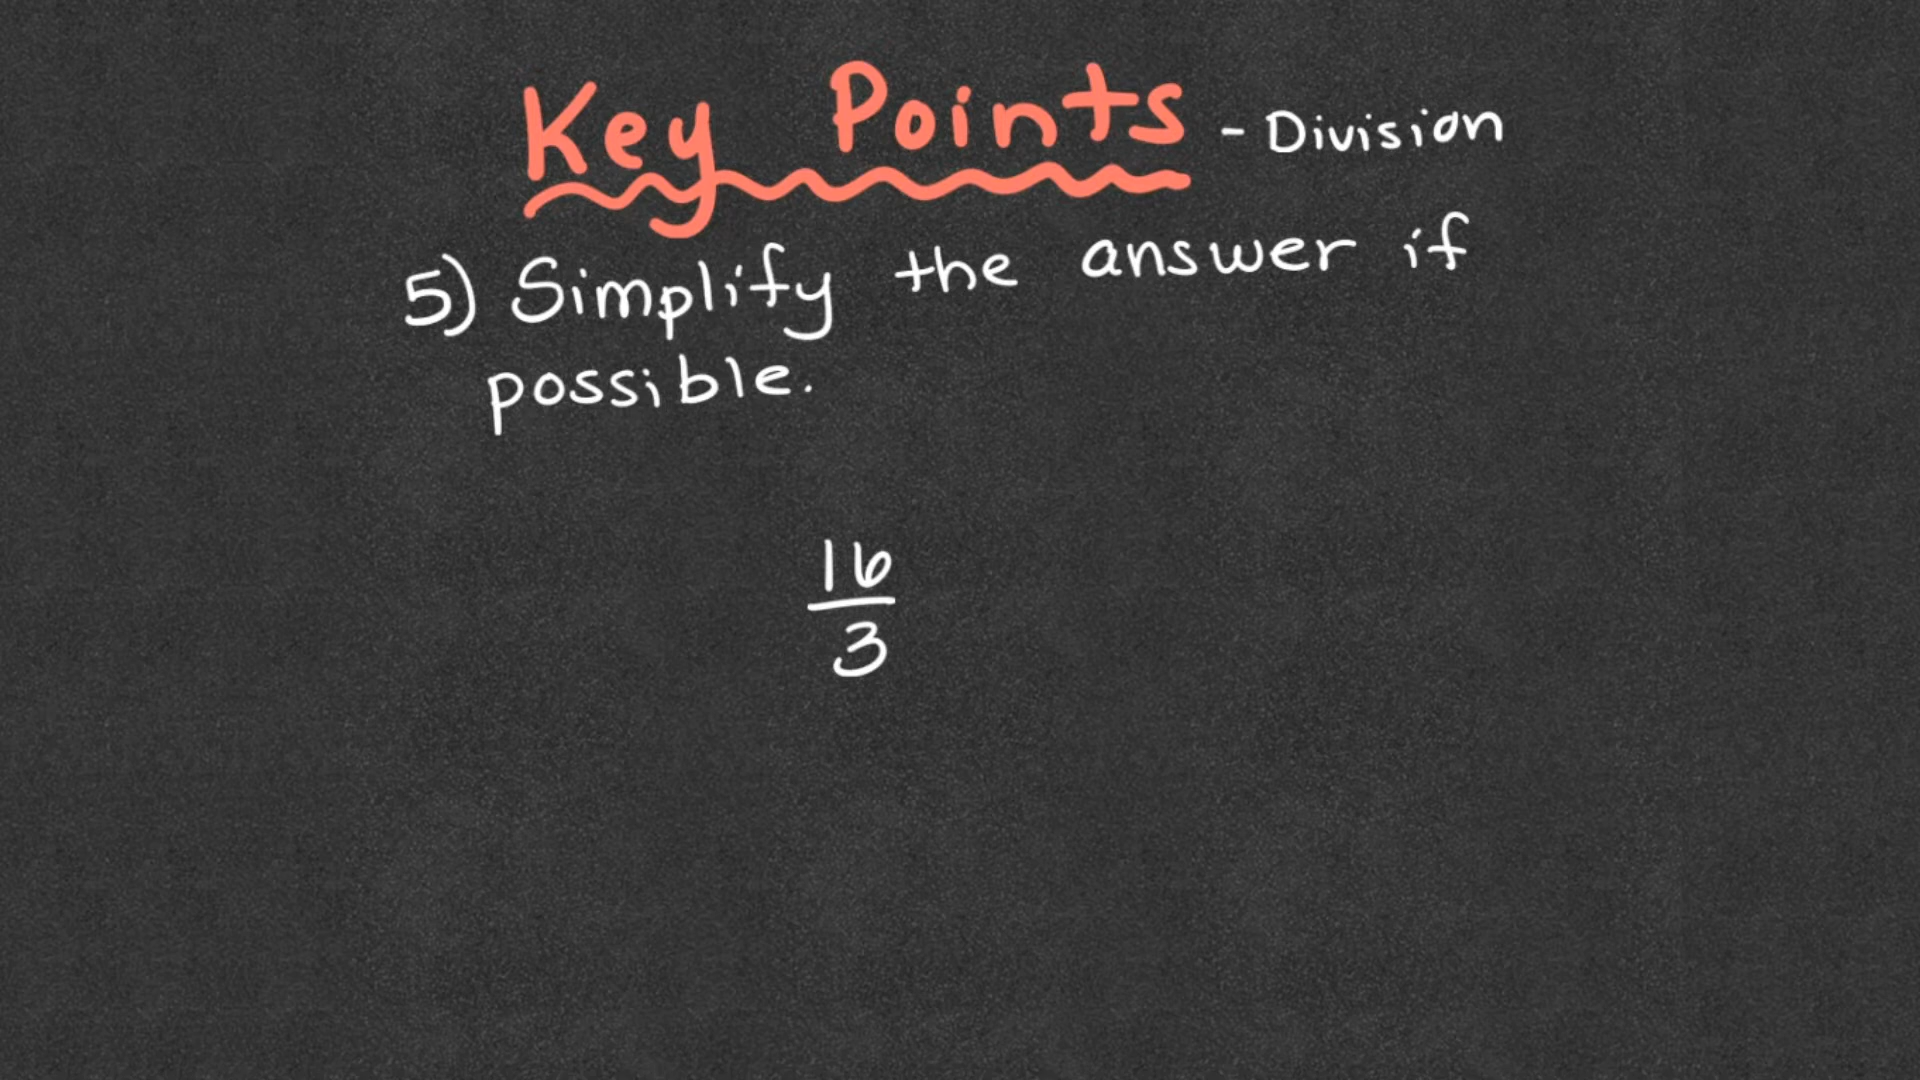 Key Points - Division
5) Simplify the answer if
possible.
16
3